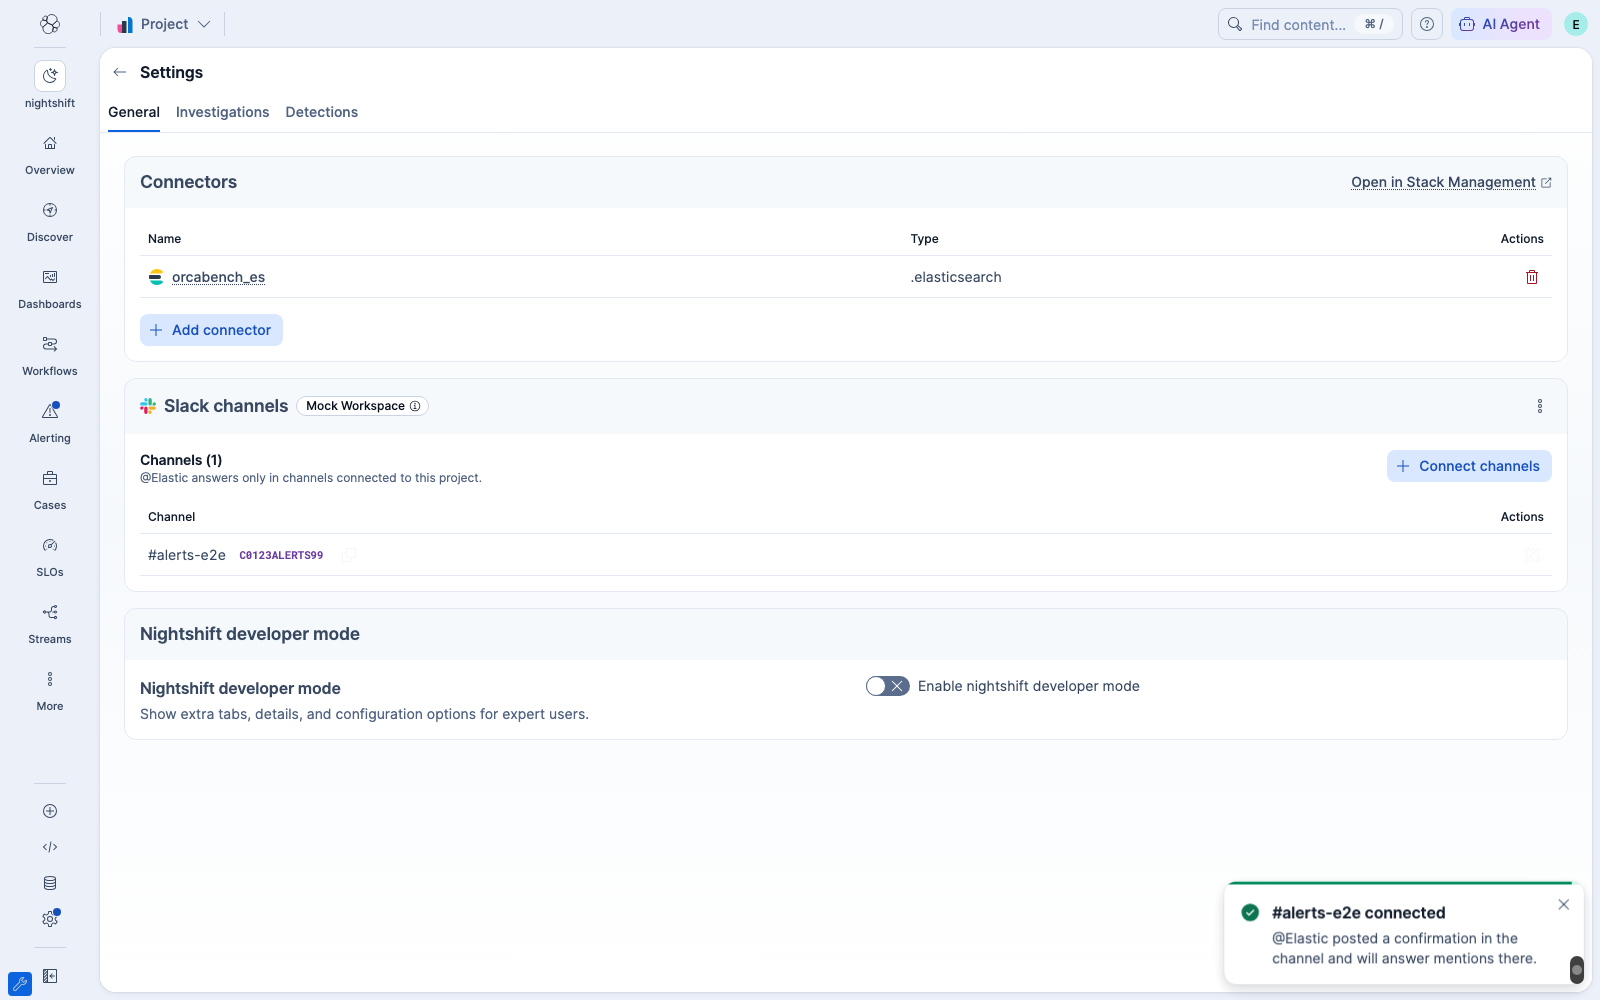 Project
Find content...
⌘ /
AI Agent
E
nightshift
Overview
Discover
Dashboards
Workflows
Alerting
Cases
SLOs
Streams
More
Settings
General
Investigations
Detections
Connectors
Open in Stack Management
Name
Type
Actions
orcabench_es
.elasticsearch
Add connector
Slack channels
Mock Workspace
Channels (1)
@Elastic answers only in channels connected to this project.
Connect channels
Channel
Actions
#alerts-e2e
C0123ALERTS99
Nightshift developer mode
Nightshift developer mode
Show extra tabs, details, and configuration options for expert users.
Enable nightshift developer mode
#alerts-e2e connected
@Elastic posted a confirmation in the
channel and will answer mentions there.